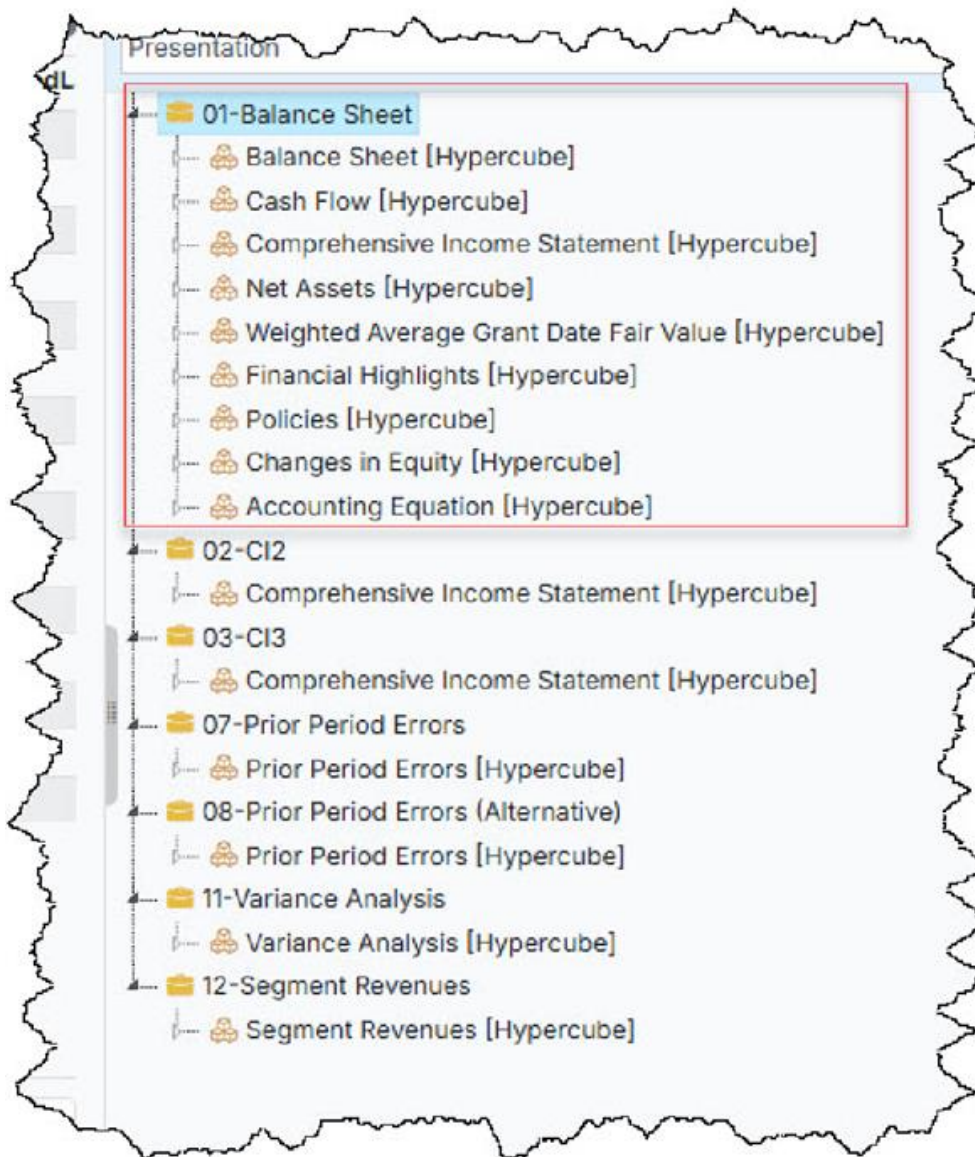 Presentation
dL
01-Balance Sheet
Balance Sheet [Hypercube]
Cash Flow [Hypercube]
Comprehensive Income Statement [Hypercube]
Net Assets [Hypercube]
Weighted Average Grant Date Fair Value [Hypercube]
Financial Highlights [Hypercube]
Policies [Hypercube]
Changes in Equity [Hypercube]
Accounting Equation [Hypercube]
02-CI2
Comprehensive Income Statement [Hypercube]
03-CI3
Comprehensive Income Statement [Hypercube]
07-Prior Period Errors
Prior Period Errors [Hypercube]
08-Prior Period Errors (Alternative)
Prior Period Errors [Hypercube]
11-Variance Analysis
Variance Analysis [Hypercube]
12-Segment Revenues
Segment Revenues [Hypercube]